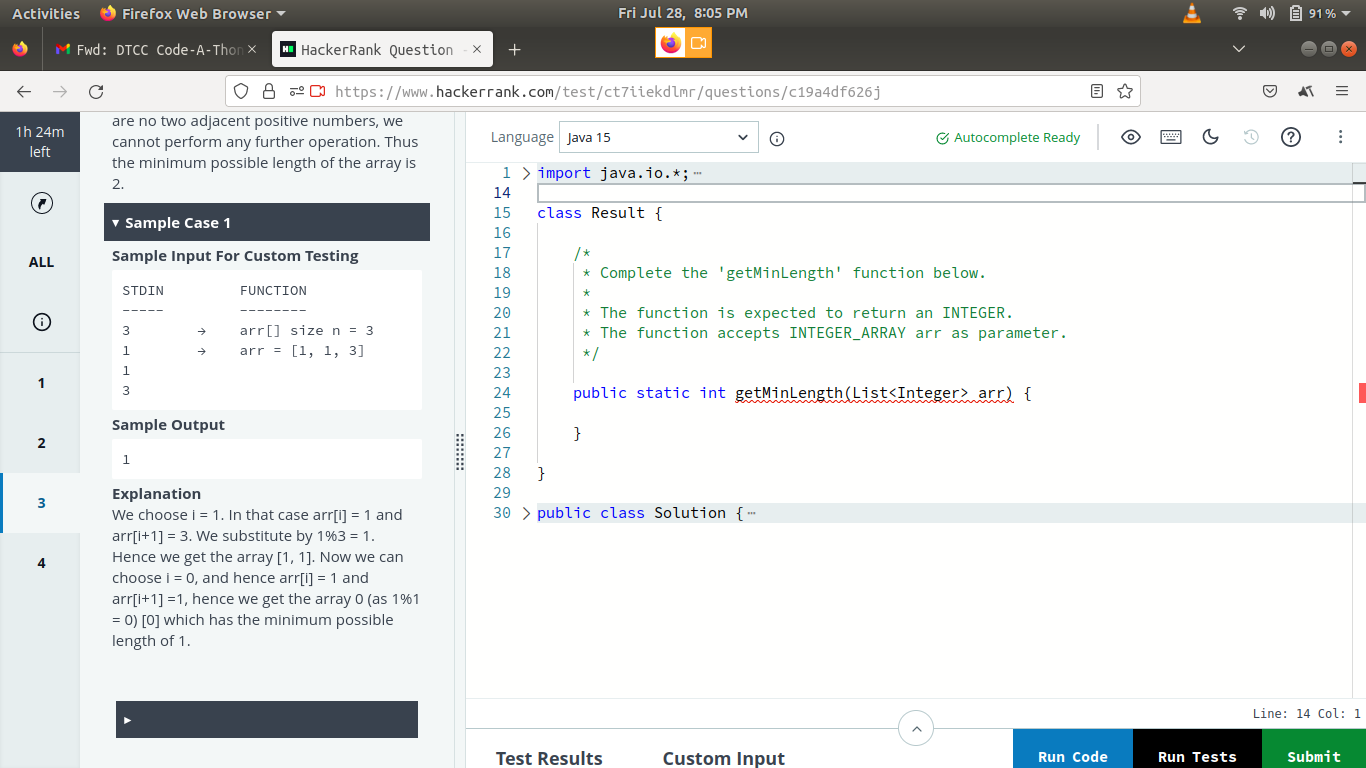 Activities Firefox Web Browser Fri Jul 28, 8:05 PM 91 %
Fwd: DTCC Code-A-Thon HackerRank Question
https://www.hackerrank.com/test/ct7iiekdlmr/questions/c19a4df626j
1h 24m
left
ALL
1
2
3
4
are no two adjacent positive numbers, we
cannot perform any further operation. Thus
the minimum possible length of the array is
2.
▾ Sample Case 1
Sample Input For Custom Testing
STDIN FUNCTION
----- --------
3 → arr[] size n = 3
1 → arr = [1, 1, 3]
1
3
Sample Output
1
Explanation
We choose i = 1. In that case arr[i] = 1 and
arr[i+1] = 3. We substitute by 1%3 = 1.
Hence we get the array [1, 1]. Now we can
choose i = 0, and hence arr[i] = 1 and
arr[i+1] =1, hence we get the array 0 (as 1%1
= 0) [0] which has the minimum possible
length of 1.
Language Java 15 Autocomplete Ready
1 import java.io.*;⋯
14
15 class Result {
16
17 /*
18 * Complete the 'getMinLength' function below.
19 *
20 * The function is expected to return an INTEGER.
21 * The function accepts INTEGER_ARRAY arr as parameter.
22 */
23
24 public static int getMinLength(List<Integer> arr) {
25
26 }
27
28 }
29
30 public class Solution {⋯
Line: 14 Col: 1
Test Results Custom Input Run Code Run Tests Submit